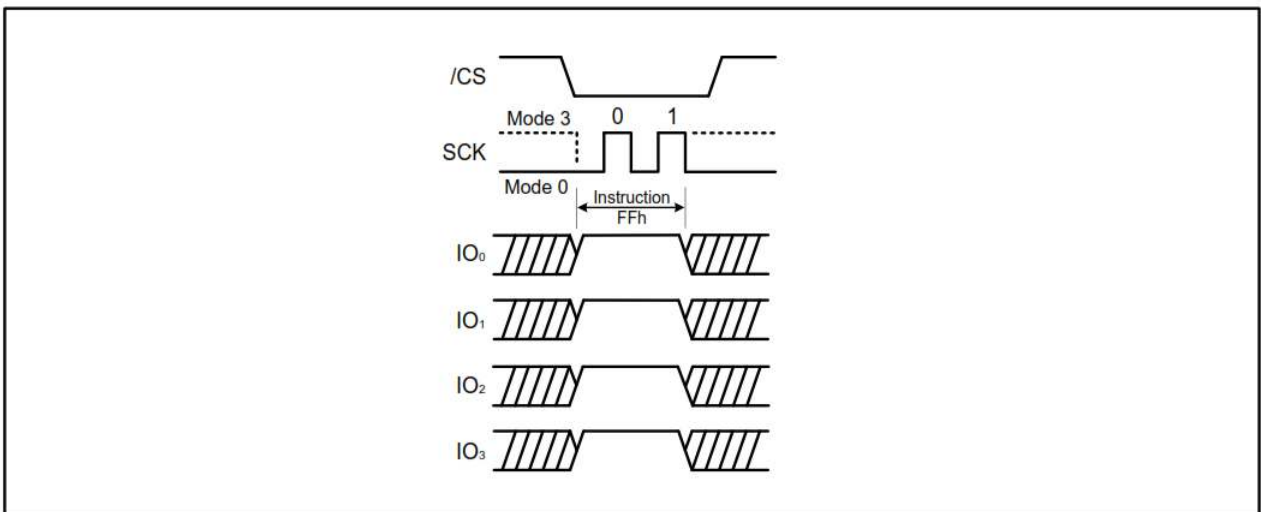 /CS
Mode 3 0 1
SCK
Mode 0
Instruction
FFh
IO₀
IO₁
IO₂
IO₃